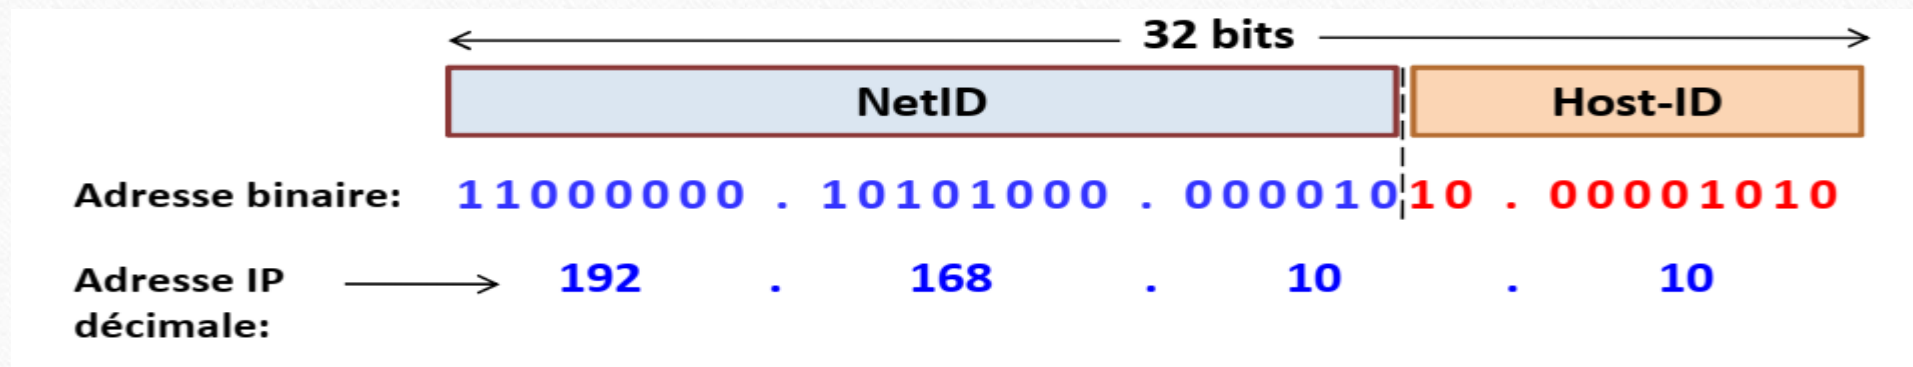 32 bits
NetID Host-ID
Adresse binaire: 11000000 . 10101000 . 00001010 . 00001010
Adresse IP 192 . 168 . 10 . 10
décimale: